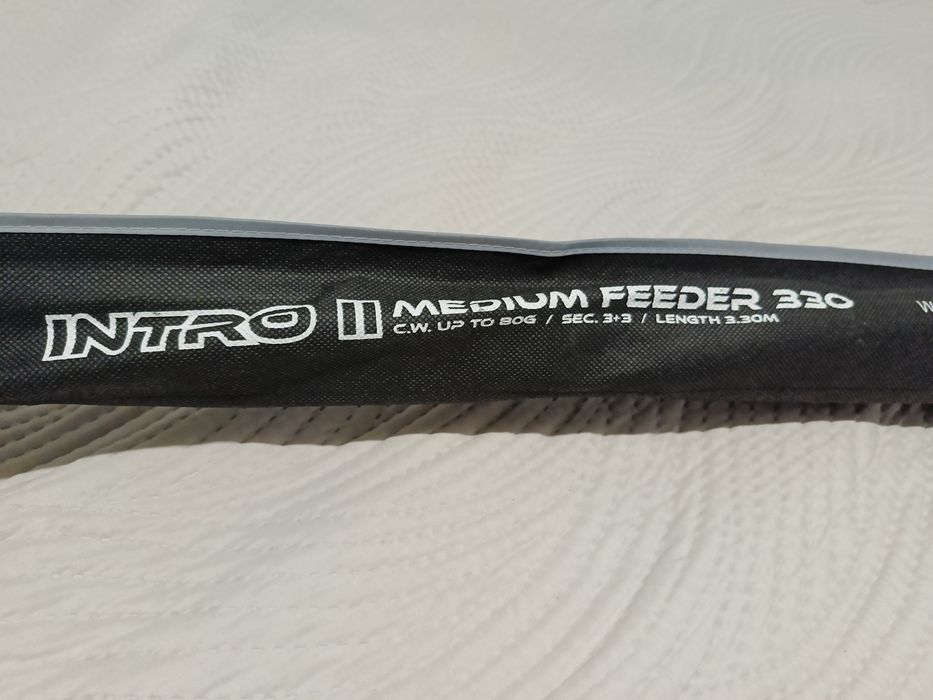 INTRO II MEDIUM FEEDER 330
C.W. UP TO 80G / SEC. 3+3 / LENGTH 3.30M